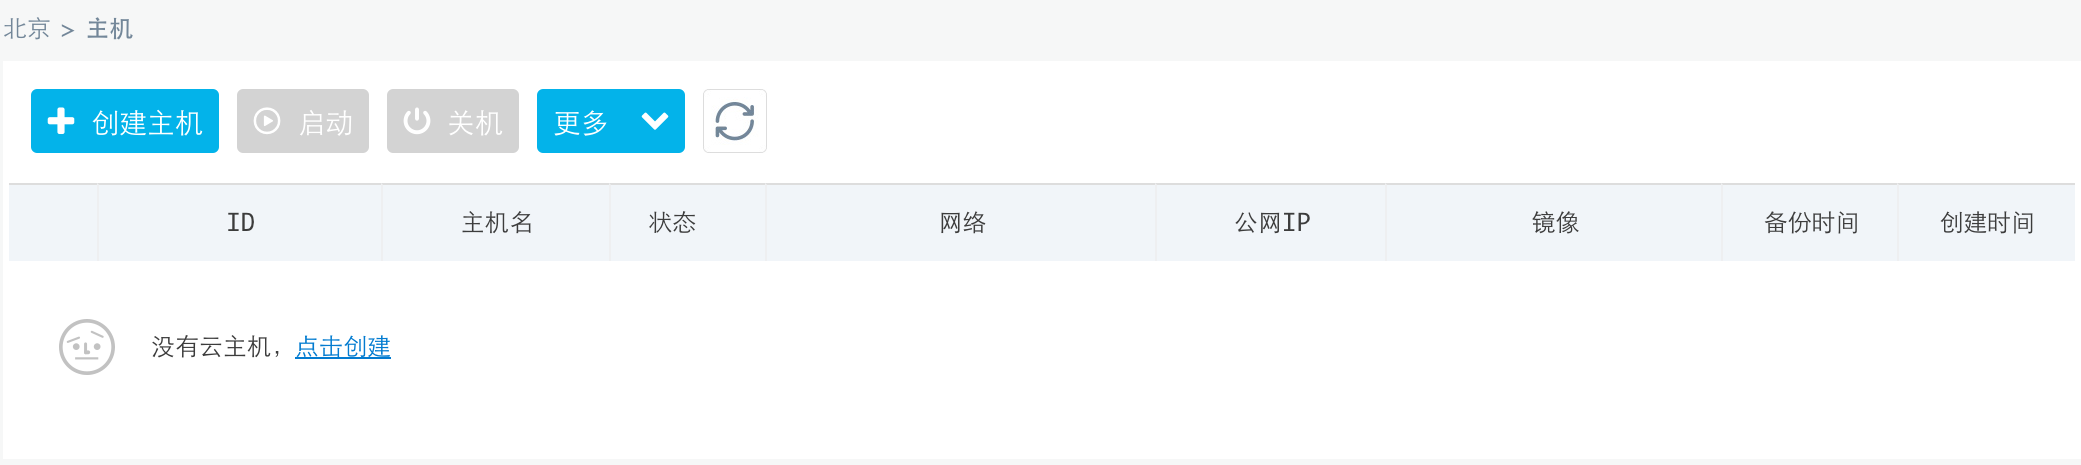 北京 > 主机
创建主机 启动 关机 更多
ID 主机名 状态 网络 公网IP 镜像 备份时间 创建时间
没有云主机，点击创建